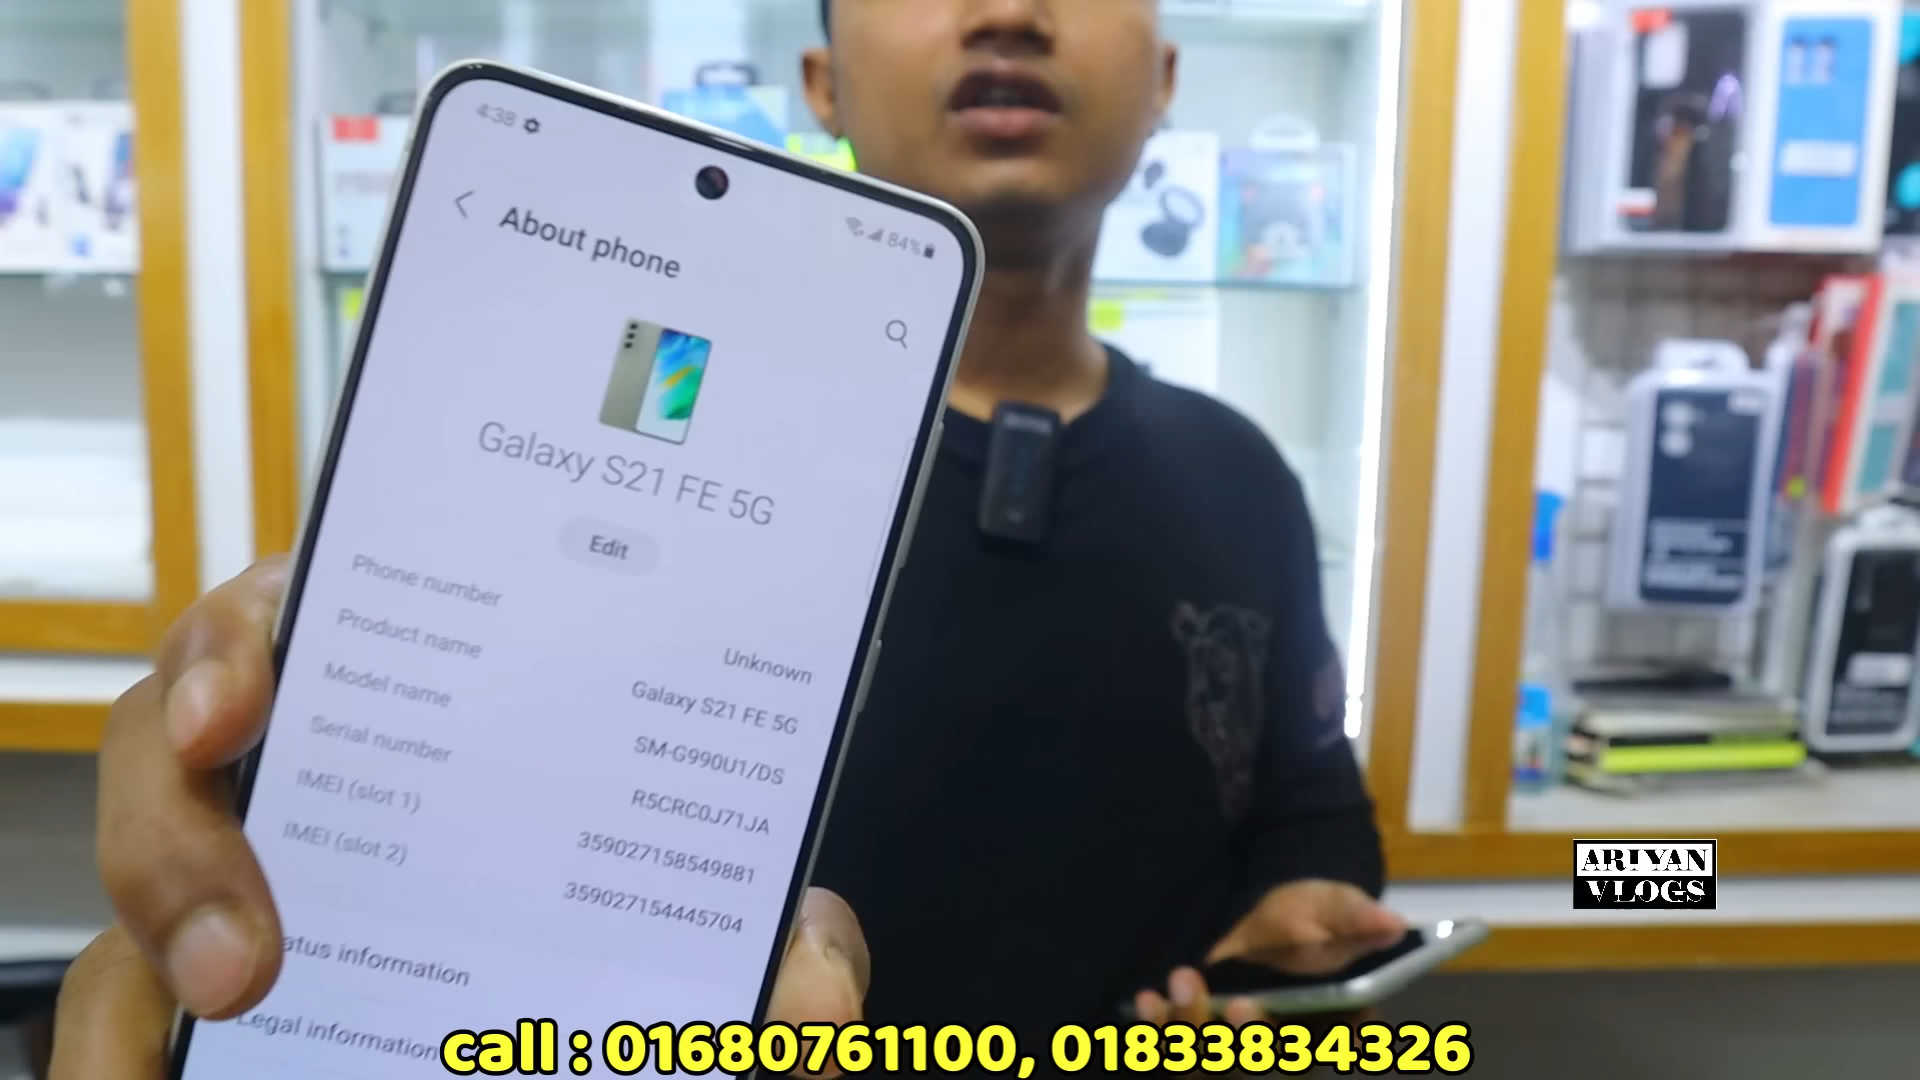 4:38
84%
About phone
Galaxy S21 FE 5G
Edit
Phone number
Unknown
Product name
Galaxy S21 FE 5G
Model name
SM-G990U1/DS
Serial number
R5CRC0J71JA
IMEI (slot 1)
359027158549881
IMEI (slot 2)
359027154445704
atus information
Legal information
ARIYAN
VLOGS
call : 01680761100, 01833834326